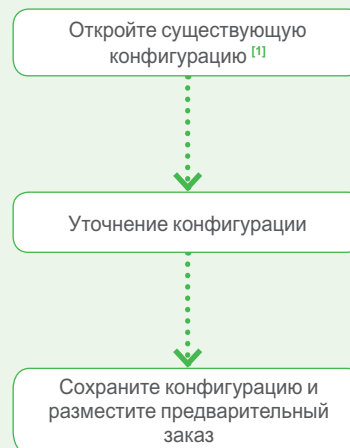 Откройте существующую
конфигурацию [1]
Уточнение конфигурации
Сохраните конфигурацию и
разместите предварительный
заказ